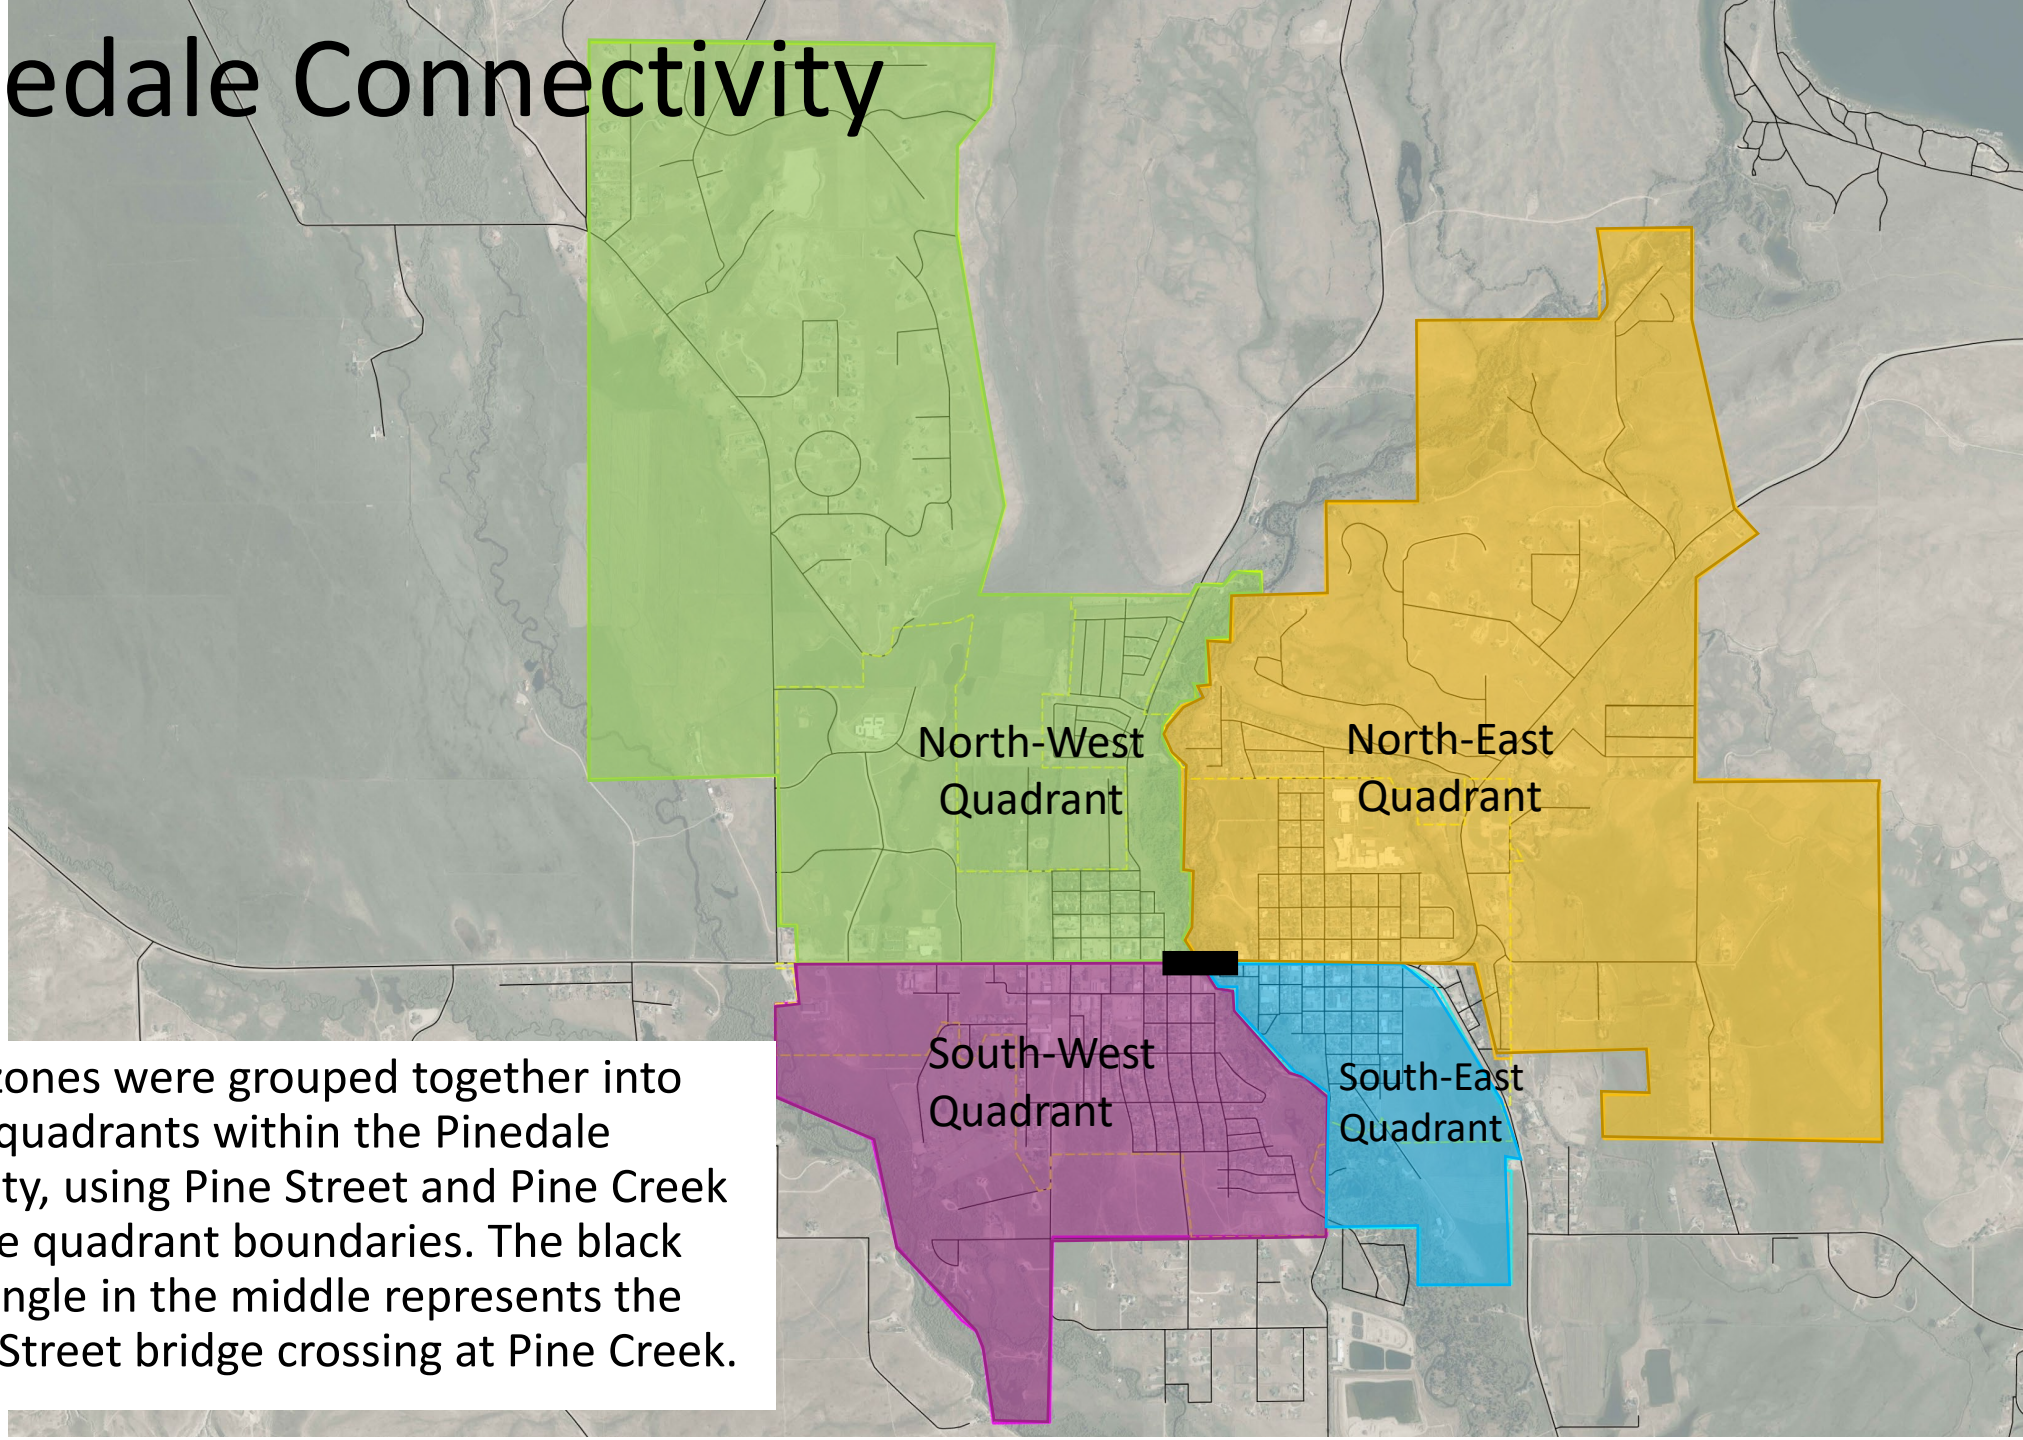 edale Connectivity
North-West
Quadrant
North-East
Quadrant
South-West
Quadrant
South-East
Quadrant
zones were grouped together into
quadrants within the Pinedale
ty, using Pine Street and Pine Creek
e quadrant boundaries. The black
ngle in the middle represents the
Street bridge crossing at Pine Creek.